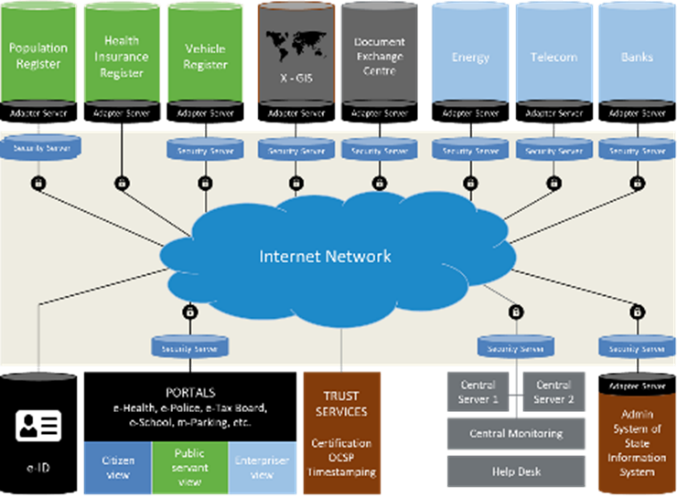 Population
Register
Health
Insurance
Register
Vehicle
Register
X - GIS
Document
Exchange
Centre
Energy
Telecom
Banks
Adapter Server
Adapter Server
Adapter Server
Adapter Server
Adapter Server
Adapter Server
Adapter Server
Adapter Server
Security Server
Security Server
Security Server
Security Server
Security Server
Security Server
Security Server
Internet Network
Security Server
Security Server
Security Server
e-ID
PORTALS
e-Health, e-Police, e-Tax Board,
e-School, m-Parking, etc.
Citizen
view
Public
servant
view
Enterpriser
view
TRUST
SERVICES
Certification
OCSP
Timestamping
Central
Server 1
Central
Server 2
Central Monitoring
Help Desk
Adapter Server
Admin
System of
State
Information
System